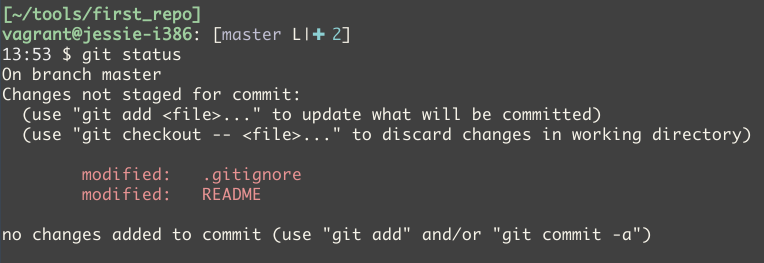 [~/tools/first_repo]
vagrant@jessie-i386: [master L|✚ 2]
13:53 $ git status
On branch master
Changes not staged for commit:
  (use "git add <file>..." to update what will be committed)
  (use "git checkout -- <file>..." to discard changes in working directory)

        modified:   .gitignore
        modified:   README

no changes added to commit (use "git add" and/or "git commit -a")